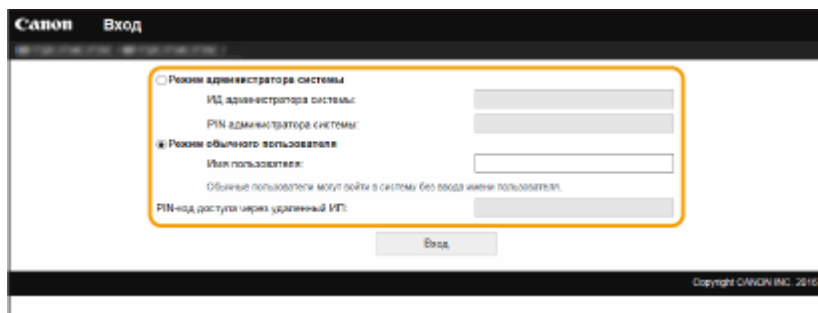 Canon Вход
Режим администратора системы
ИД администратора системы:
PIN администратора системы:
Режим обычного пользователя
Имя пользователя:
Обычные пользователи могут войти в систему без ввода имени пользователя.
PIN-код доступа через удаленный ИП:
Вход
Copyright CANON INC. 2016